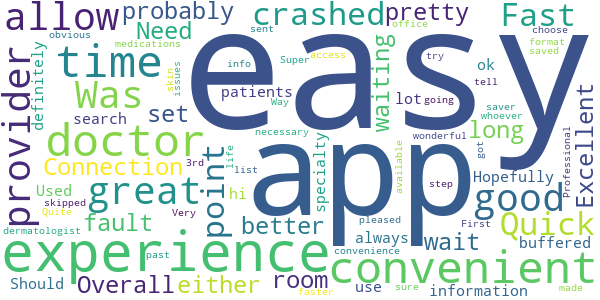 easy
app
experience
convenient
time
doctor
great
good
provider
allow
crashed
Was
Fast
Quick
point
long
probably
pretty
Need
set
Connection
fault
Overall
either
room
better
wait
waiting
Excellent
definitely
search
patients
lot
ok
specialty
hi
Used
Should
always
use
information
buffered
Hopefully
office
obvious
medications
sent
Super
access
try
format
choose
saved
issues
skin
info
Way
going
tell
saver
whoever
necessary
wonderful
got
3rd
life
list
available
step
Professional
skipped
Quite
Very
pleased
First
dermatologist
past
convenience
faster
sure
made